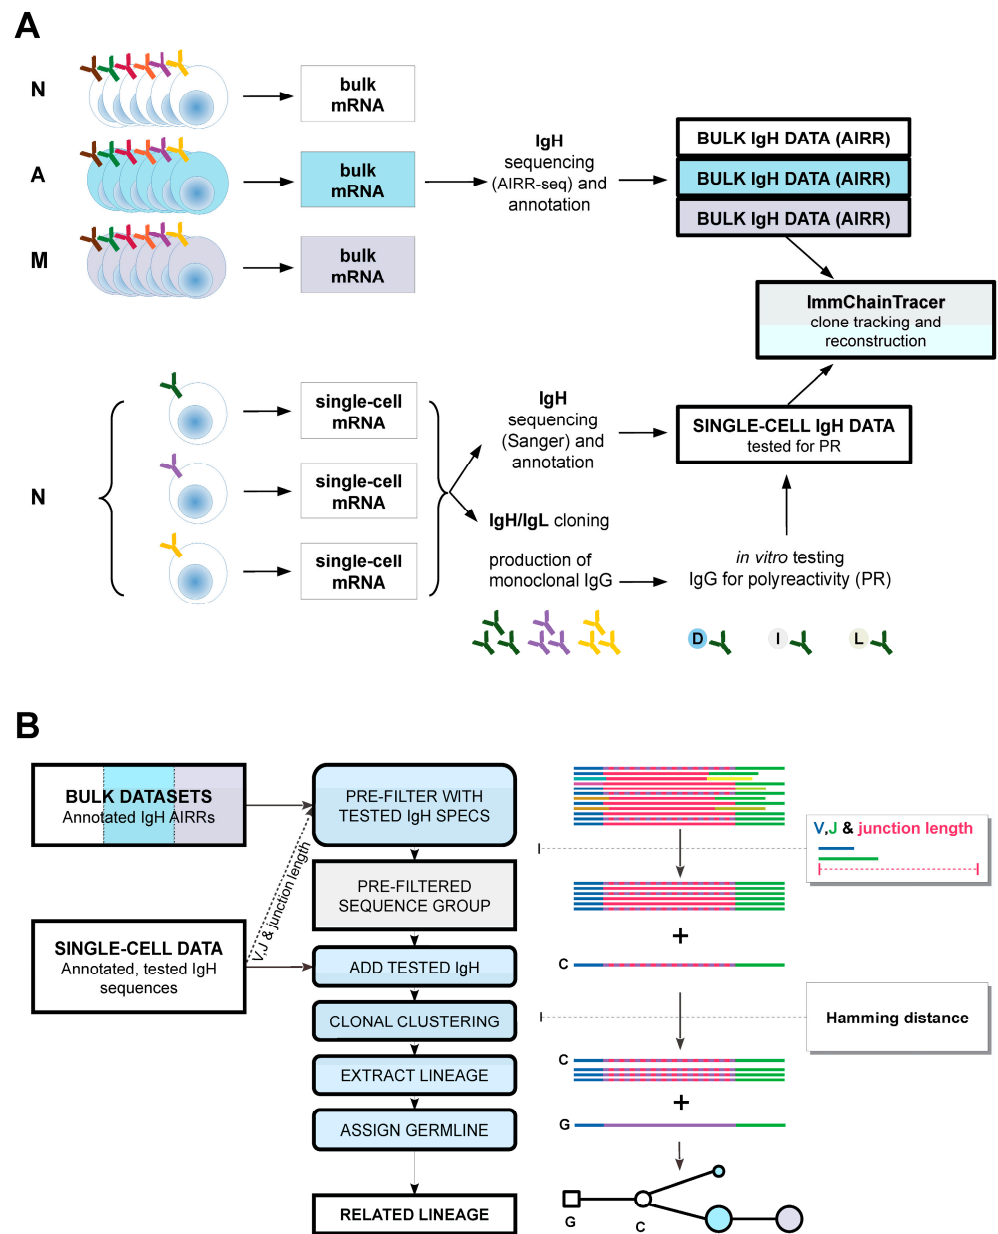 A
N
bulk
mRNA
A
bulk
mRNA
M
bulk
mRNA
IgH
sequencing
(AIRR-seq) and
annotation
BULK IgH DATA (AIRR)
BULK IgH DATA (AIRR)
BULK IgH DATA (AIRR)
ImmChainTracer
clone tracking and
reconstruction
N
single-cell
mRNA
single-cell
mRNA
single-cell
mRNA
IgH
sequencing
(Sanger) and
annotation
SINGLE-CELL IgH DATA
tested for PR
IgH/IgL cloning
production of
monoclonal IgG
in vitro testing
IgG for polyreactivity (PR)
D
I
L
B
BULK DATASETS
Annotated IgH AIRRs
SINGLE-CELL DATA
Annotated, tested IgH
sequences
V,J & junction length
PRE-FILTER WITH
TESTED IgH SPECS
PRE-FILTERED
SEQUENCE GROUP
ADD TESTED IgH
CLONAL CLUSTERING
EXTRACT LINEAGE
ASSIGN GERMLINE
RELATED LINEAGE
V,J & junction length
+
C
Hamming distance
C
+
G
G
C